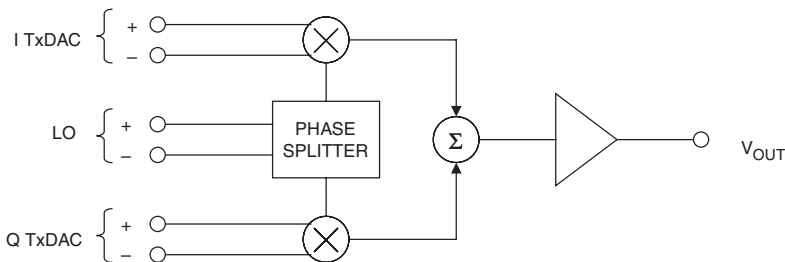 I TxDAC
+
–
LO
+
–
PHASE
SPLITTER
Σ
V_OUT
Q TxDAC
+
–